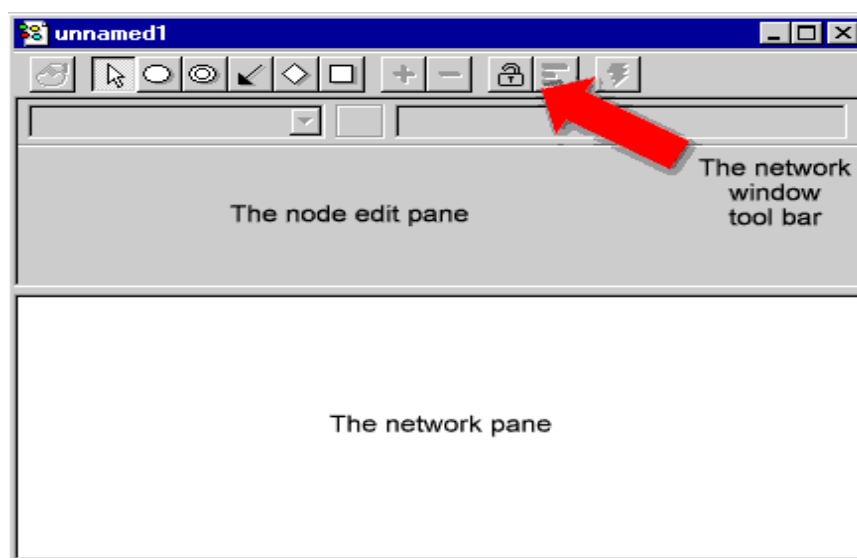 unnamed1
The network
window
tool bar
The node edit pane
The network pane